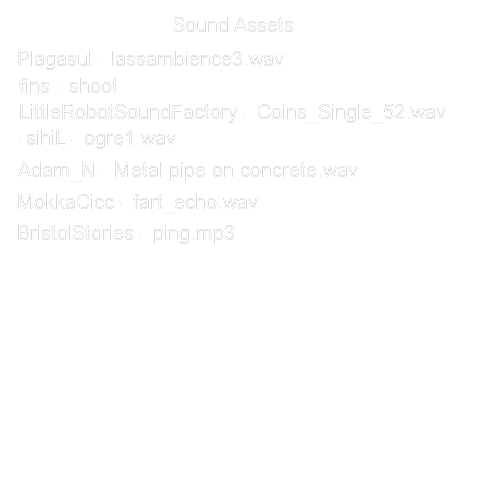 Sound Assets
Plagasul - lassambience3.wav
fins - shoot
LittleRobotSoundFactory - Coins_Single_52.wav
-sihiL - ogre1.wav
Adam_N - Metal pipe on concrete.wav
MokkaCicc - fart_echo.wav
BristolStories - ping.mp3